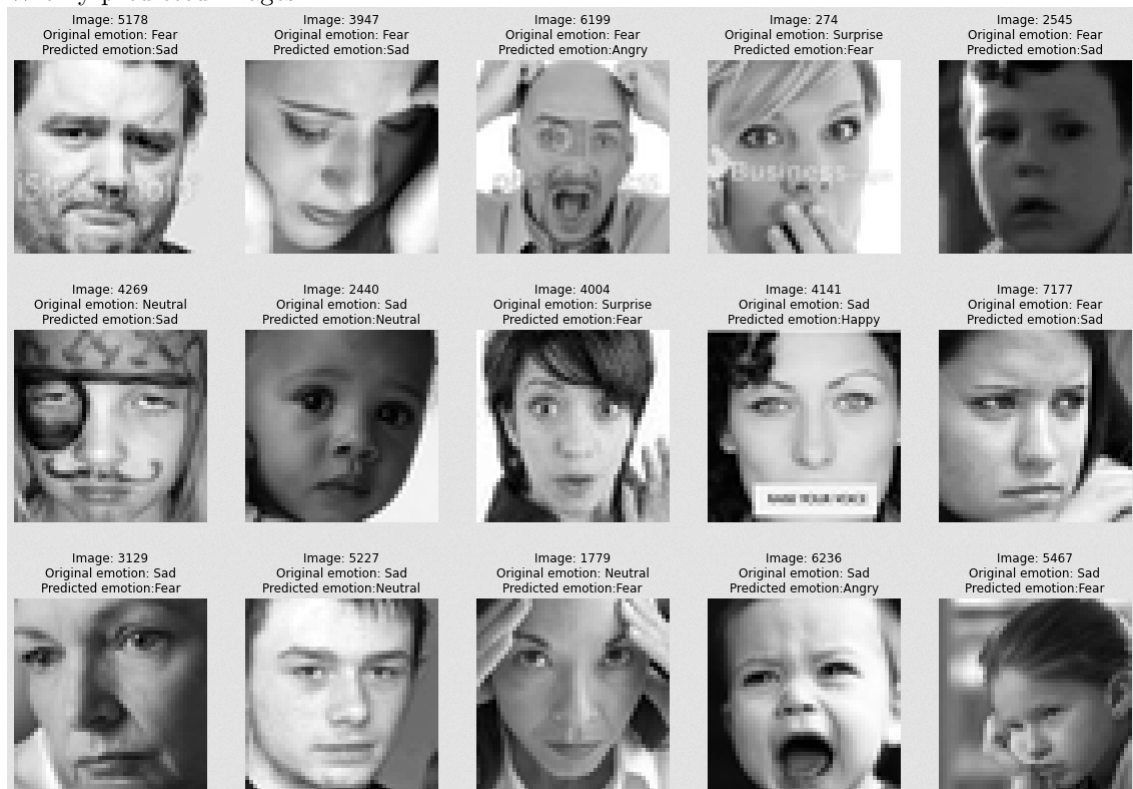 Image: 5178
Original emotion: Fear
Predicted emotion:Sad
Image: 3947
Original emotion: Fear
Predicted emotion:Sad
Image: 6199
Original emotion: Fear
Predicted emotion:Angry
Image: 274
Original emotion: Surprise
Predicted emotion:Fear
Image: 2545
Original emotion: Fear
Predicted emotion:Sad
Business
Image: 4269
Original emotion: Neutral
Predicted emotion:Sad
Image: 2440
Original emotion: Sad
Predicted emotion:Neutral
Image: 4004
Original emotion: Surprise
Predicted emotion:Fear
Image: 4141
Original emotion: Sad
Predicted emotion:Happy
Image: 7177
Original emotion: Fear
Predicted emotion:Sad
YOUR VOICE
Image: 3129
Original emotion: Sad
Predicted emotion:Fear
Image: 5227
Original emotion: Sad
Predicted emotion:Neutral
Image: 1779
Original emotion: Neutral
Predicted emotion:Fear
Image: 6236
Original emotion: Sad
Predicted emotion:Angry
Image: 5467
Original emotion: Sad
Predicted emotion:Fear